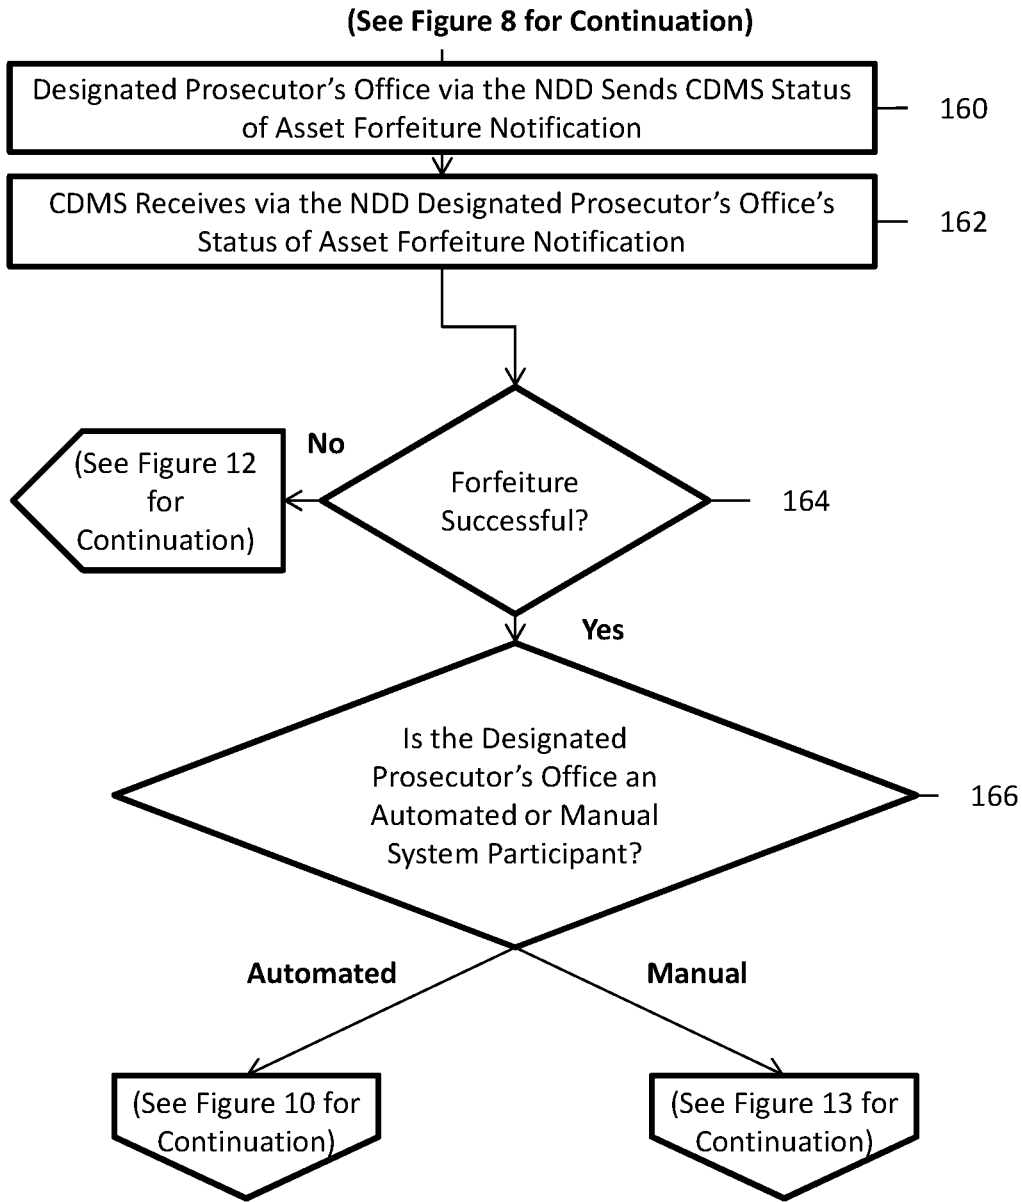 (See Figure 8 for Continuation)
Designated Prosecutor's Office via the NDD Sends CDMS Status
of Asset Forfeiture Notification
160
CDMS Receives via the NDD Designated Prosecutor's Office's
Status of Asset Forfeiture Notification
162
No
(See Figure 12
for
Continuation)
Forfeiture
Successful?
164
Yes
Is the Designated
Prosecutor's Office an
Automated or Manual
System Participant?
166
Automated
Manual
(See Figure 10 for
Continuation)
(See Figure 13 for
Continuation)